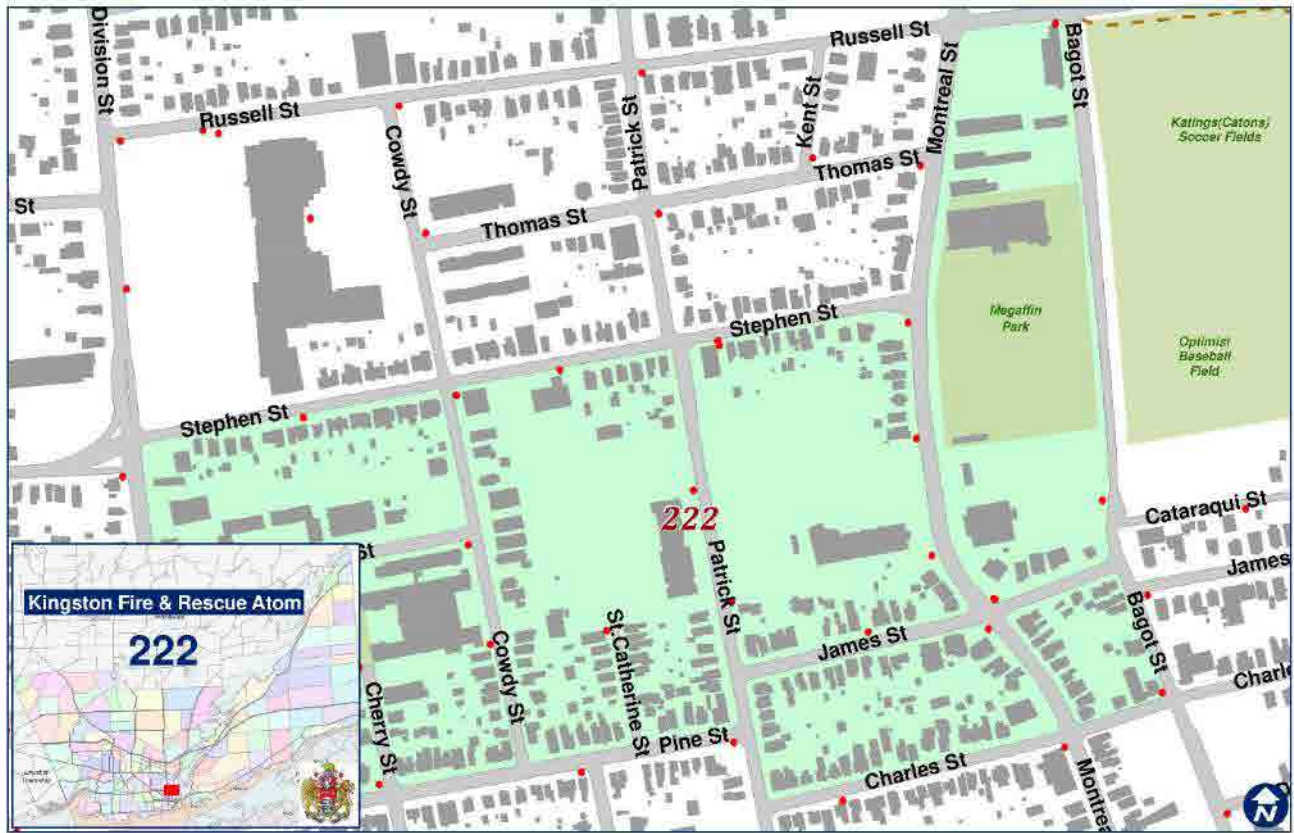 Division St
Russell St
Russell St
Bagot St
Montreal St
Kent St
Patrick St
Cowdy St
Thomas St
Thomas St
Katings(Catons)
Soccer Fields
St
Stephen St
Megaffin
Park
Optimist
Baseball
Field
Stephen St
222
Cataraqui St
St
Patrick St
James
Kingston Fire & Rescue Atom
222
James St
Bagot St
St. Catherine St
Cowdy St
Cherry St
Pine St
Charles St
Montrea
N